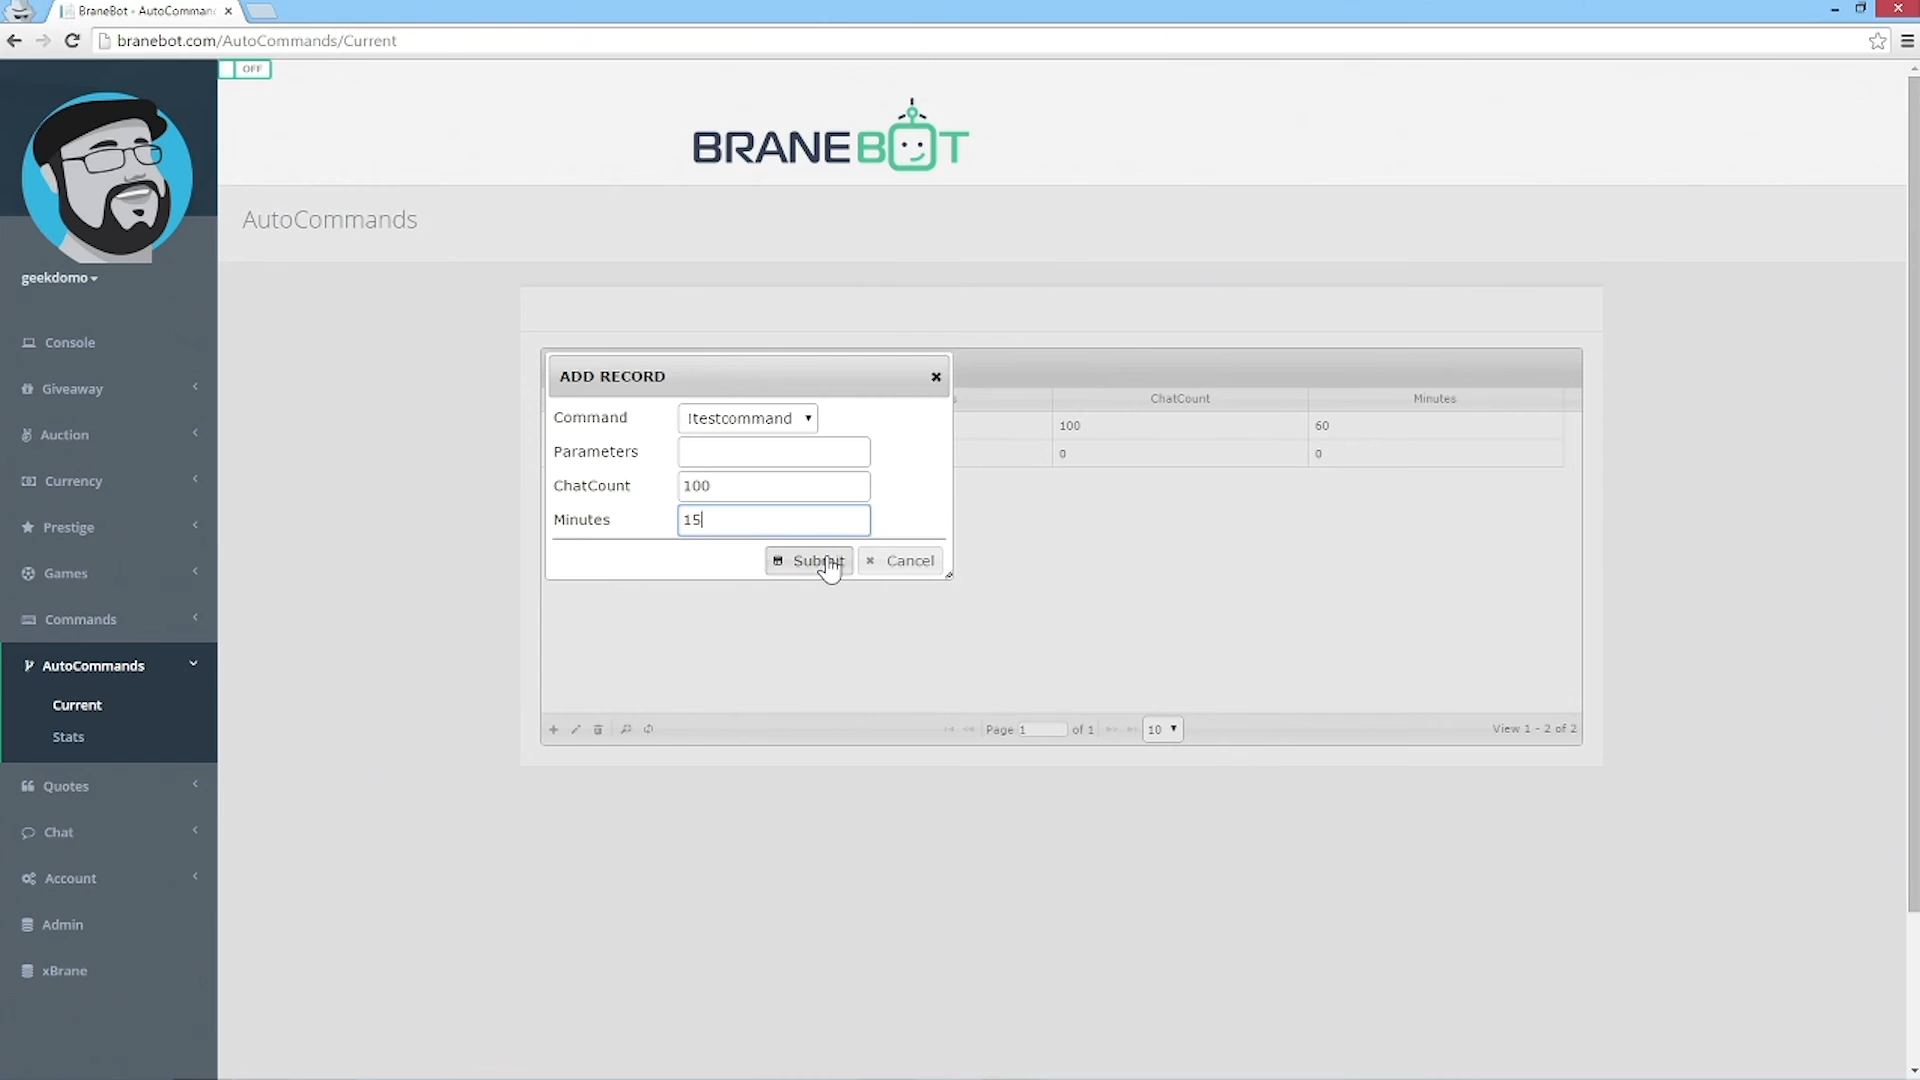 BraneBot - AutoComman
branebot.com/AutoCommands/Current
OFF
BRANEBOT
AutoCommands
geekdomo
Console
Giveaway
Auction
Currency
Prestige
Games
Commands
AutoCommands
Current
Stats
Quotes
Chat
Account
Admin
xBrane
ADD RECORD
Command !testcommand
Parameters
ChatCount 100
Minutes 15
Submit Cancel
s ChatCount Minutes
100 60
0 0
Page 1 of 1 10 View 1 - 2 of 2